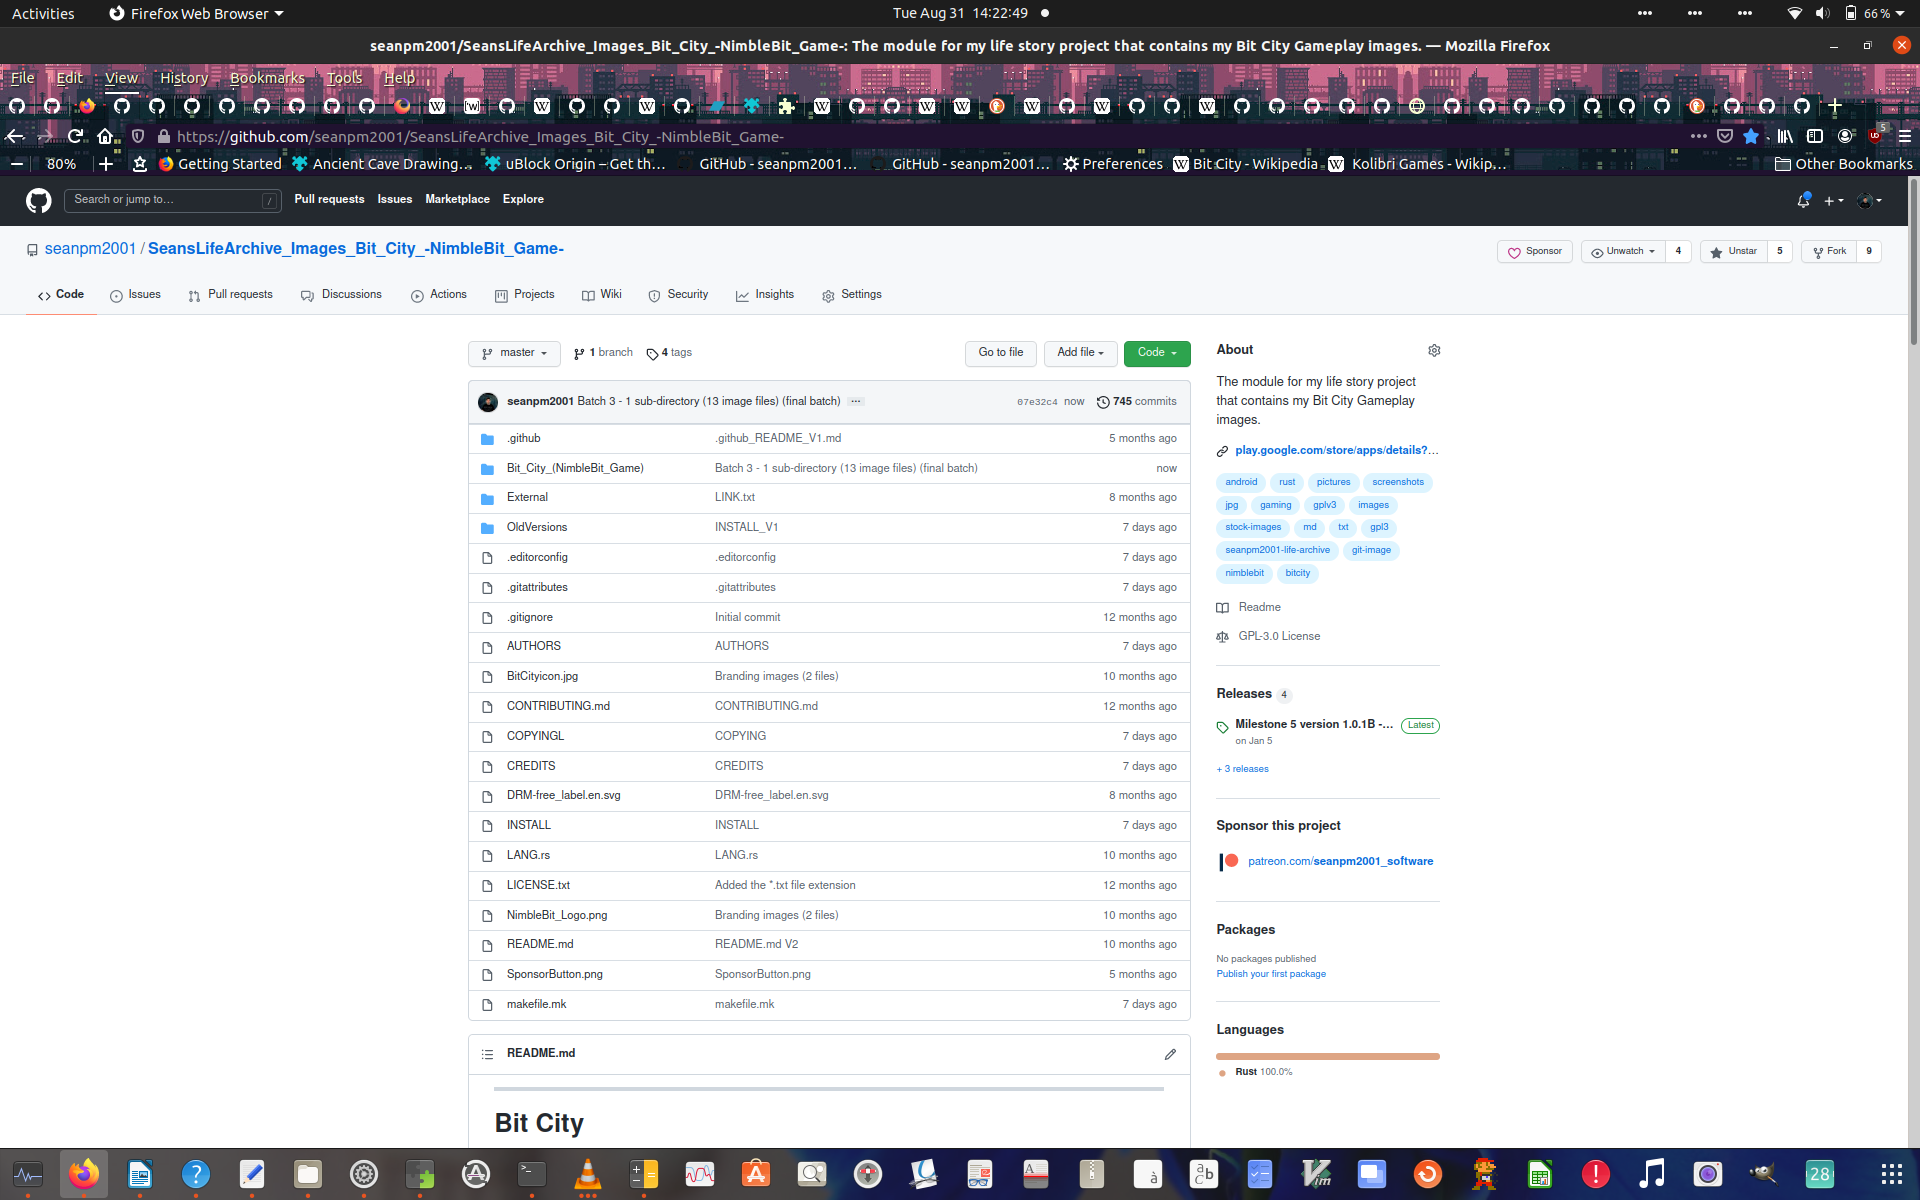 Activities Firefox Web Browser Tue Aug 31 14:22:49 66 %
seanpm2001/SeansLifeArchive_Images_Bit_City_-NimbleBit_Game-: The module for my life story project that contains my Bit City Gameplay images. — Mozilla Firefox
File Edit View History Bookmarks Tools Help
https://github.com/seanpm2001/SeansLifeArchive_Images_Bit_City_-NimbleBit_Game- 5
80% Getting Started Ancient Cave Drawing… uBlock Origin – Get th… GitHub - seanpm2001… GitHub - seanpm2001… Preferences Bit City - Wikipedia Kolibri Games - Wikip… Other Bookmarks
Search or jump to… / Pull requests Issues Marketplace Explore
seanpm2001 / SeansLifeArchive_Images_Bit_City_-NimbleBit_Game- Sponsor Unwatch 4 Unstar 5 Fork 9
Code Issues Pull requests Discussions Actions Projects Wiki Security Insights Settings
master 1 branch 4 tags Go to file Add file Code
seanpm2001 Batch 3 - 1 sub-directory (13 image files) (final batch) … 07e32c4 now 745 commits
.github .github_README_V1.md 5 months ago
Bit_City_(NimbleBit_Game) Batch 3 - 1 sub-directory (13 image files) (final batch) now
External LINK.txt 8 months ago
OldVersions INSTALL_V1 7 days ago
.editorconfig .editorconfig 7 days ago
.gitattributes .gitattributes 7 days ago
.gitignore Initial commit 12 months ago
AUTHORS AUTHORS 7 days ago
BitCityicon.jpg Branding images (2 files) 10 months ago
CONTRIBUTING.md CONTRIBUTING.md 12 months ago
COPYINGL COPYING 7 days ago
CREDITS CREDITS 7 days ago
DRM-free_label.en.svg DRM-free_label.en.svg 8 months ago
INSTALL INSTALL 7 days ago
LANG.rs LANG.rs 10 months ago
LICENSE.txt Added the *.txt file extension 12 months ago
NimbleBit_Logo.png Branding images (2 files) 10 months ago
README.md README.md V2 10 months ago
SponsorButton.png SponsorButton.png 5 months ago
makefile.mk makefile.mk 7 days ago
README.md
Bit City
About
The module for my life story project
that contains my Bit City Gameplay
images.
play.google.com/store/apps/details?…
android rust pictures screenshots
jpg gaming gplv3 images
stock-images md txt gpl3
seanpm2001-life-archive git-image
nimblebit bitcity
Readme
GPL-3.0 License
Releases 4
Milestone 5 version 1.0.1B -… Latest
on Jan 5
+ 3 releases
Sponsor this project
patreon.com/seanpm2001_software
Packages
No packages published
Publish your first package
Languages
Rust 100.0%
28